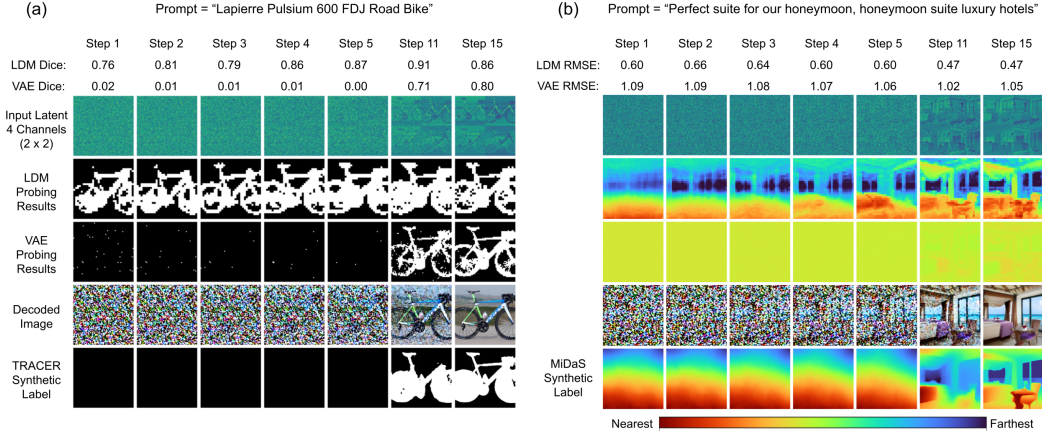 (a) Prompt = “Lapierre Pulsium 600 FDJ Road Bike”
Step 1 Step 2 Step 3 Step 4 Step 5 Step 11 Step 15
LDM Dice: 0.76 0.81 0.79 0.86 0.87 0.91 0.86
VAE Dice: 0.02 0.01 0.01 0.01 0.00 0.71 0.80
Input Latent
4 Channels
(2 x 2)
LDM
Probing
Results
VAE
Probing
Results
Decoded
Image
TRACER
Synthetic
Label
(b) Prompt = “Perfect suite for our honeymoon, honeymoon suite luxury hotels”
Step 1 Step 2 Step 3 Step 4 Step 5 Step 11 Step 15
LDM RMSE: 0.60 0.66 0.64 0.60 0.60 0.47 0.47
VAE RMSE: 1.09 1.09 1.08 1.07 1.06 1.02 1.05
MiDaS
Synthetic
Label
Nearest Farthest